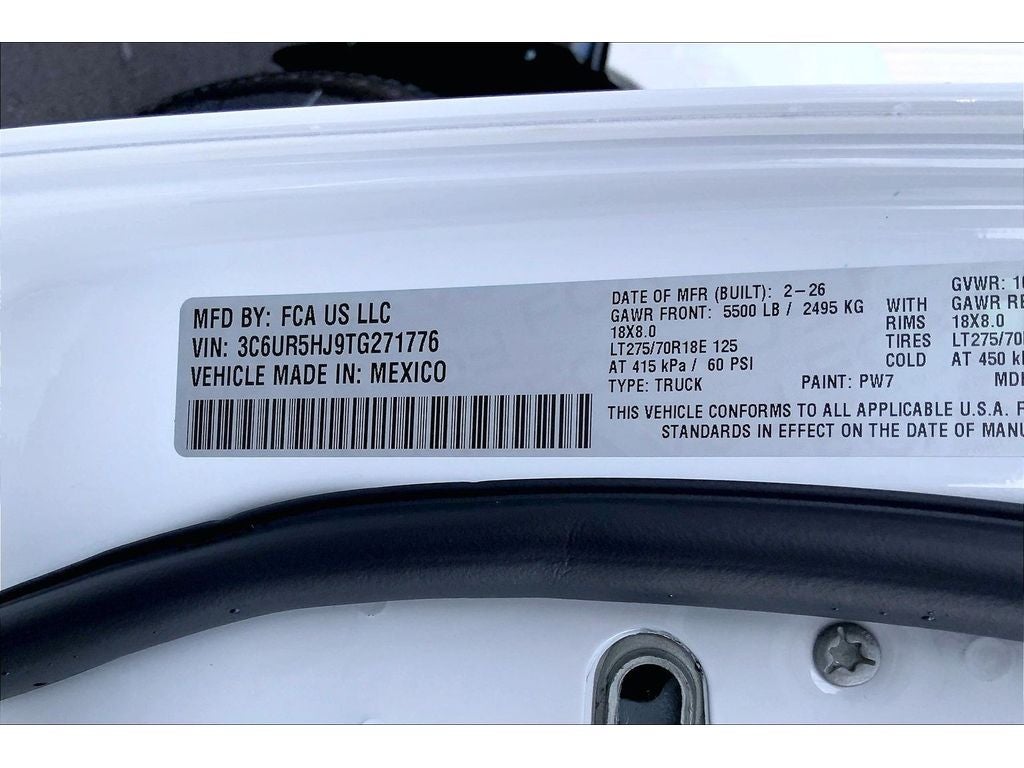 MFD BY: FCA US LLC
VIN: 3C6UR5HJ9TG271776
VEHICLE MADE IN: MEXICO
DATE OF MFR (BUILT): 2-26
GAWR FRONT: 5500 LB / 2495 KG
18X8.0
LT275/70R18E 125
AT 415 kPa / 60 PSI
TYPE: TRUCK PAINT: PW7
WITH
RIMS
TIRES
COLD
GVWR:
GAWR
18X8.0
AT 450
THIS VEHICLE CONFORMS TO ALL APPLICABLE U.S.A.
STANDARDS IN EFFECT ON THE DATE OF